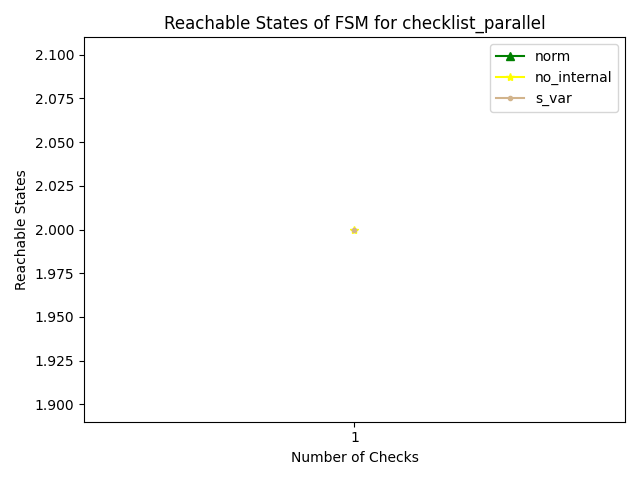 Reachable States of FSM for checklist_parallel
norm
no_internal
s_var
Reachable States
2.100
2.075
2.050
2.025
2.000
1.975
1.950
1.925
1.900
1
Number of Checks